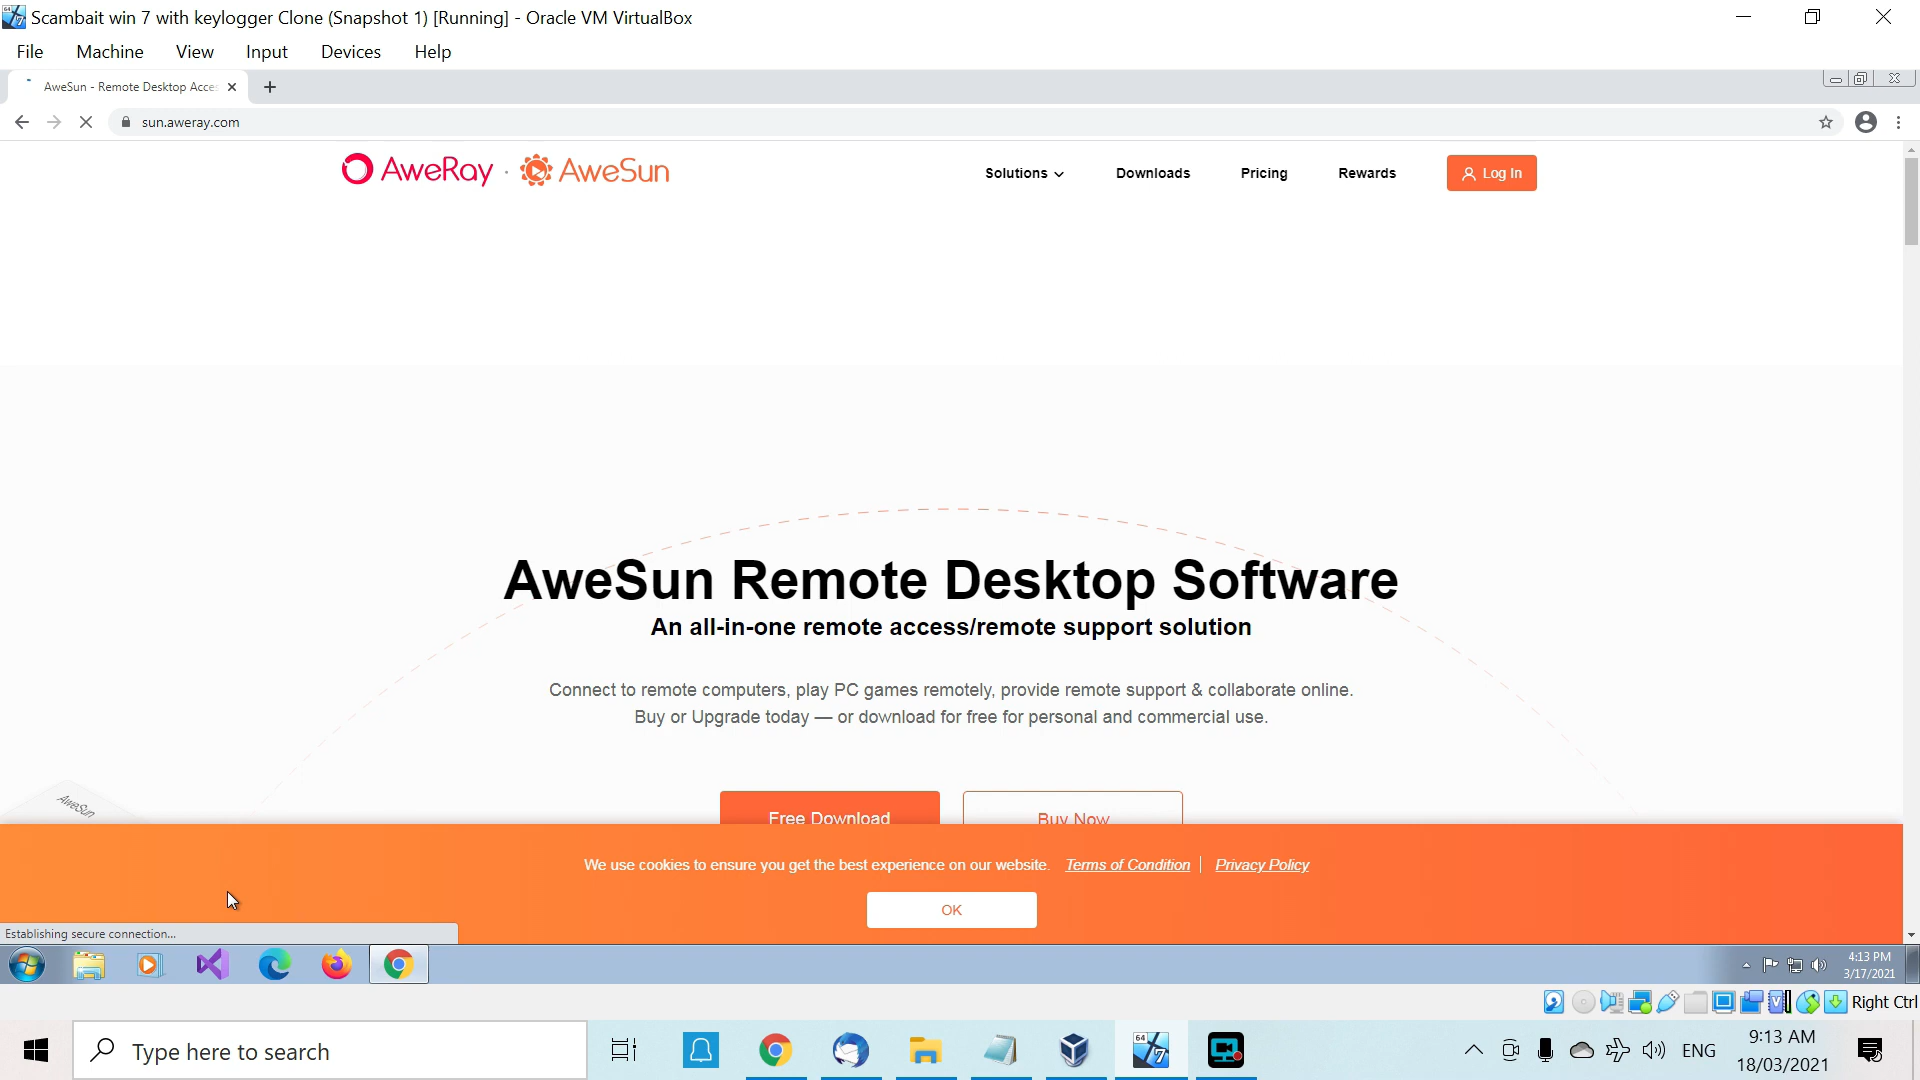 Scambait win 7 with keylogger Clone (Snapshot 1) [Running] - Oracle VM VirtualBox
File Machine View Input Devices Help
AweSun - Remote Desktop Acce
sun.aweray.com
AweRay · AweSun
Solutions Downloads Pricing Rewards Log In
AweSun Remote Desktop Software
An all-in-one remote access/remote support solution
Connect to remote computers, play PC games remotely, provide remote support & collaborate online.
Buy or Upgrade today — or download for free for personal and commercial use.
AweSun
Free Download Buy Now
We use cookies to ensure you get the best experience on our website. Terms of Condition | Privacy Policy
OK
Establishing secure connection...
4:13 PM
3/17/2021
Right Ctrl
Type here to search
64
7
ENG
9:13 AM
18/03/2021